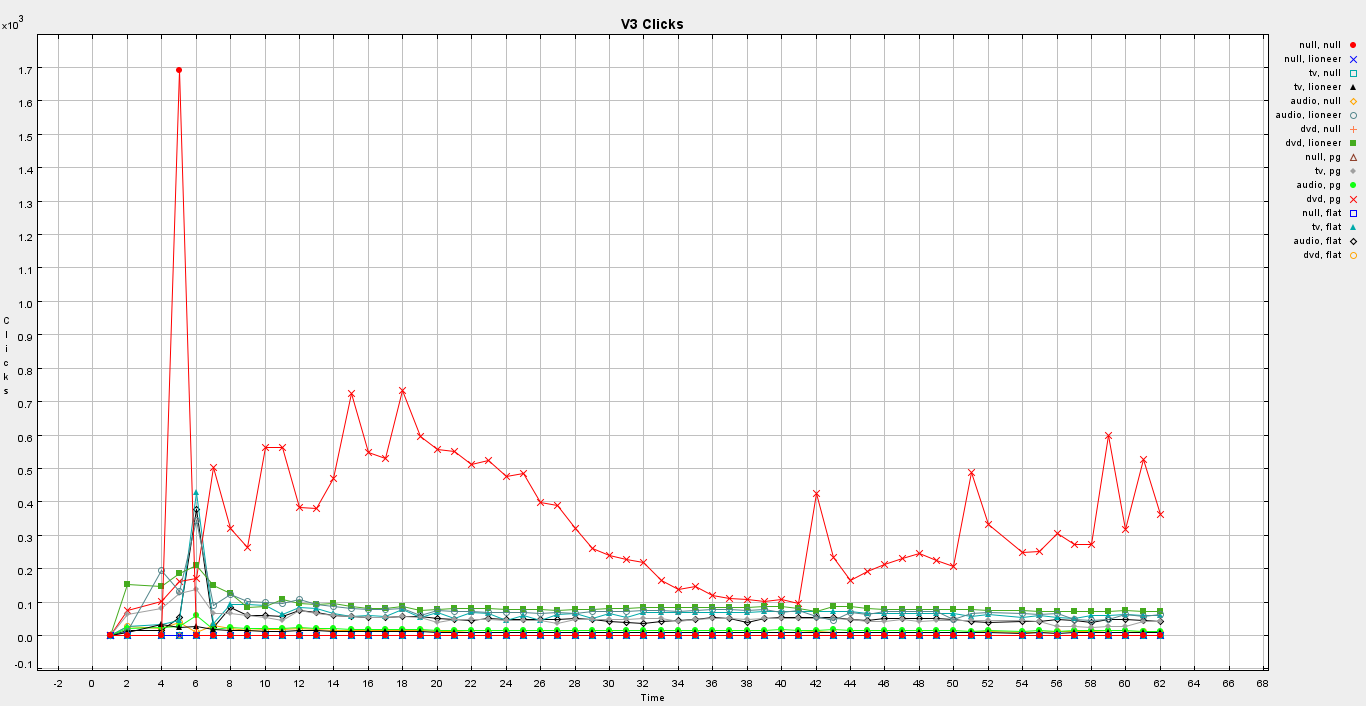 V3 Clicks
×10³
1.7
1.6
1.5
1.4
1.3
1.2
1.1
1.0
0.9
0.8
0.7
0.6
0.5
0.4
0.3
0.2
0.1
0.0
-0.1
Clicks
-2 0 2 4 6 8 10 12 14 16 18 20 22 24 26 28 30 32 34 36 38 40 42 44 46 48 50 52 54 56 58 60 62 64 66 68
Time
null, null
null, lioneer
tv, null
tv, lioneer
audio, null
audio, lioneer
dvd, null
dvd, lioneer
null, pg
tv, pg
audio, pg
dvd, pg
null, flat
tv, flat
audio, flat
dvd, flat